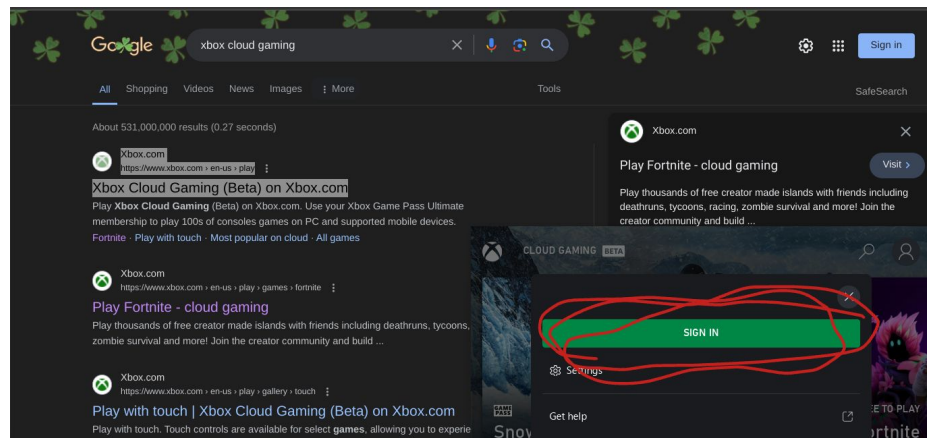 Google
xbox cloud gaming
Sign in
All Shopping Videos News Images More
Tools
SafeSearch
About 531,000,000 results (0.27 seconds)
Xbox.com
https://www.xbox.com › en-us › play
Xbox Cloud Gaming (Beta) on Xbox.com
Play Xbox Cloud Gaming (Beta) on Xbox.com. Use your Xbox Game Pass Ultimate
membership to play 100s of consoles games on PC and supported mobile devices.
Fortnite · Play with touch · Most popular on cloud · All games
Xbox.com
https://www.xbox.com › en-us › play › games › fortnite
Play Fortnite - cloud gaming
Play thousands of free creator made islands with friends including deathruns, tycoons,
zombie survival and more! Join the creator community and build ...
Xbox.com
https://www.xbox.com › en-us › play › gallery › touch
Play with touch | Xbox Cloud Gaming (Beta) on Xbox.com
Play with touch. Touch controls are available for select games, allowing you to experie
Xbox.com
Play Fortnite - cloud gaming
Visit ›
Play thousands of free creator made islands with friends including
deathruns, tycoons, racing, zombie survival and more! Join the
creator community and build ...
CLOUD GAMING BETA
SIGN IN
Settings
Get help
GAME
PASS
Snow
EE TO PLAY
ortnite